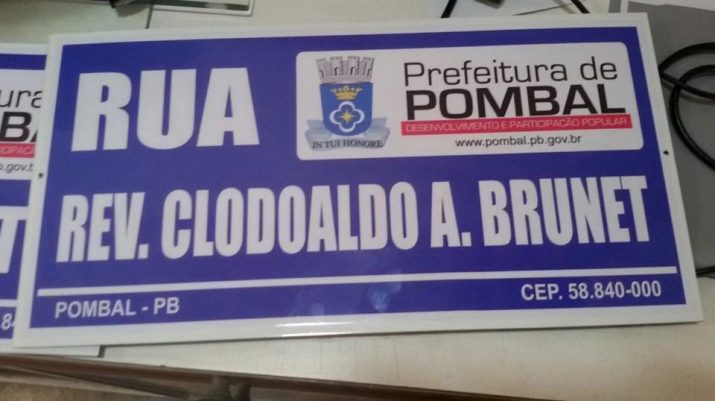 RUA
IN TUI HONORE
Prefeitura de
POMBAL
DESENVOLVIMENTO E PARTICIPAÇÃO POPULAR
www.pombal.pb.gov.br
REV. CLODOALDO A. BRUNET
POMBAL - PB
CEP. 58.840-000